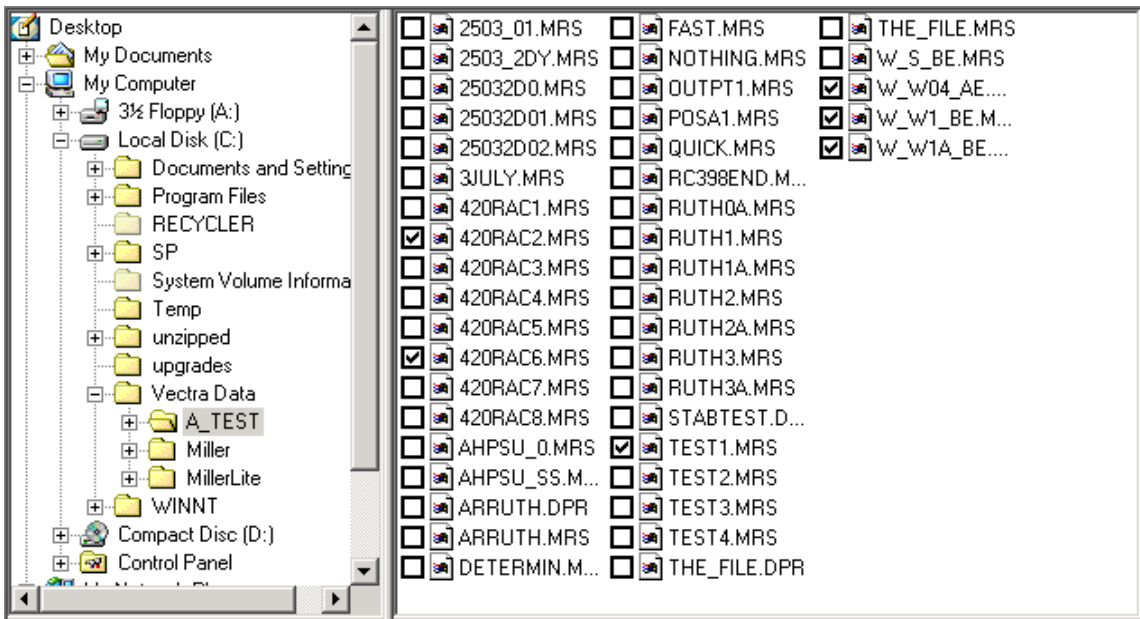 Desktop
My Documents
My Computer
3½ Floppy (A:)
Local Disk (C:)
Documents and Setting
Program Files
RECYCLER
SP
System Volume Informa
Temp
unzipped
upgrades
Vectra Data
A_TEST
Miller
MillerLite
WINNT
Compact Disc (D:)
Control Panel
2503_01.MRS
2503_2DY.MRS
25032D0.MRS
25032D01.MRS
25032D02.MRS
3JULY.MRS
420RAC1.MRS
420RAC2.MRS
420RAC3.MRS
420RAC4.MRS
420RAC5.MRS
420RAC6.MRS
420RAC7.MRS
420RAC8.MRS
AHPSU_0.MRS
AHPSU_SS.M...
ARRUTH.DPR
ARRUTH.MRS
DETERMIN.M...
FAST.MRS
NOTHING.MRS
OUTPT1.MRS
POSA1.MRS
QUICK.MRS
RC398END.M...
RUTH0A.MRS
RUTH1.MRS
RUTH1A.MRS
RUTH2.MRS
RUTH2A.MRS
RUTH3.MRS
RUTH3A.MRS
STABTEST.D...
TEST1.MRS
TEST2.MRS
TEST3.MRS
TEST4.MRS
THE_FILE.DPR
THE_FILE.MRS
W_S_BE.MRS
W_W04_AE....
W_W1_BE.M...
W_W1A_BE....